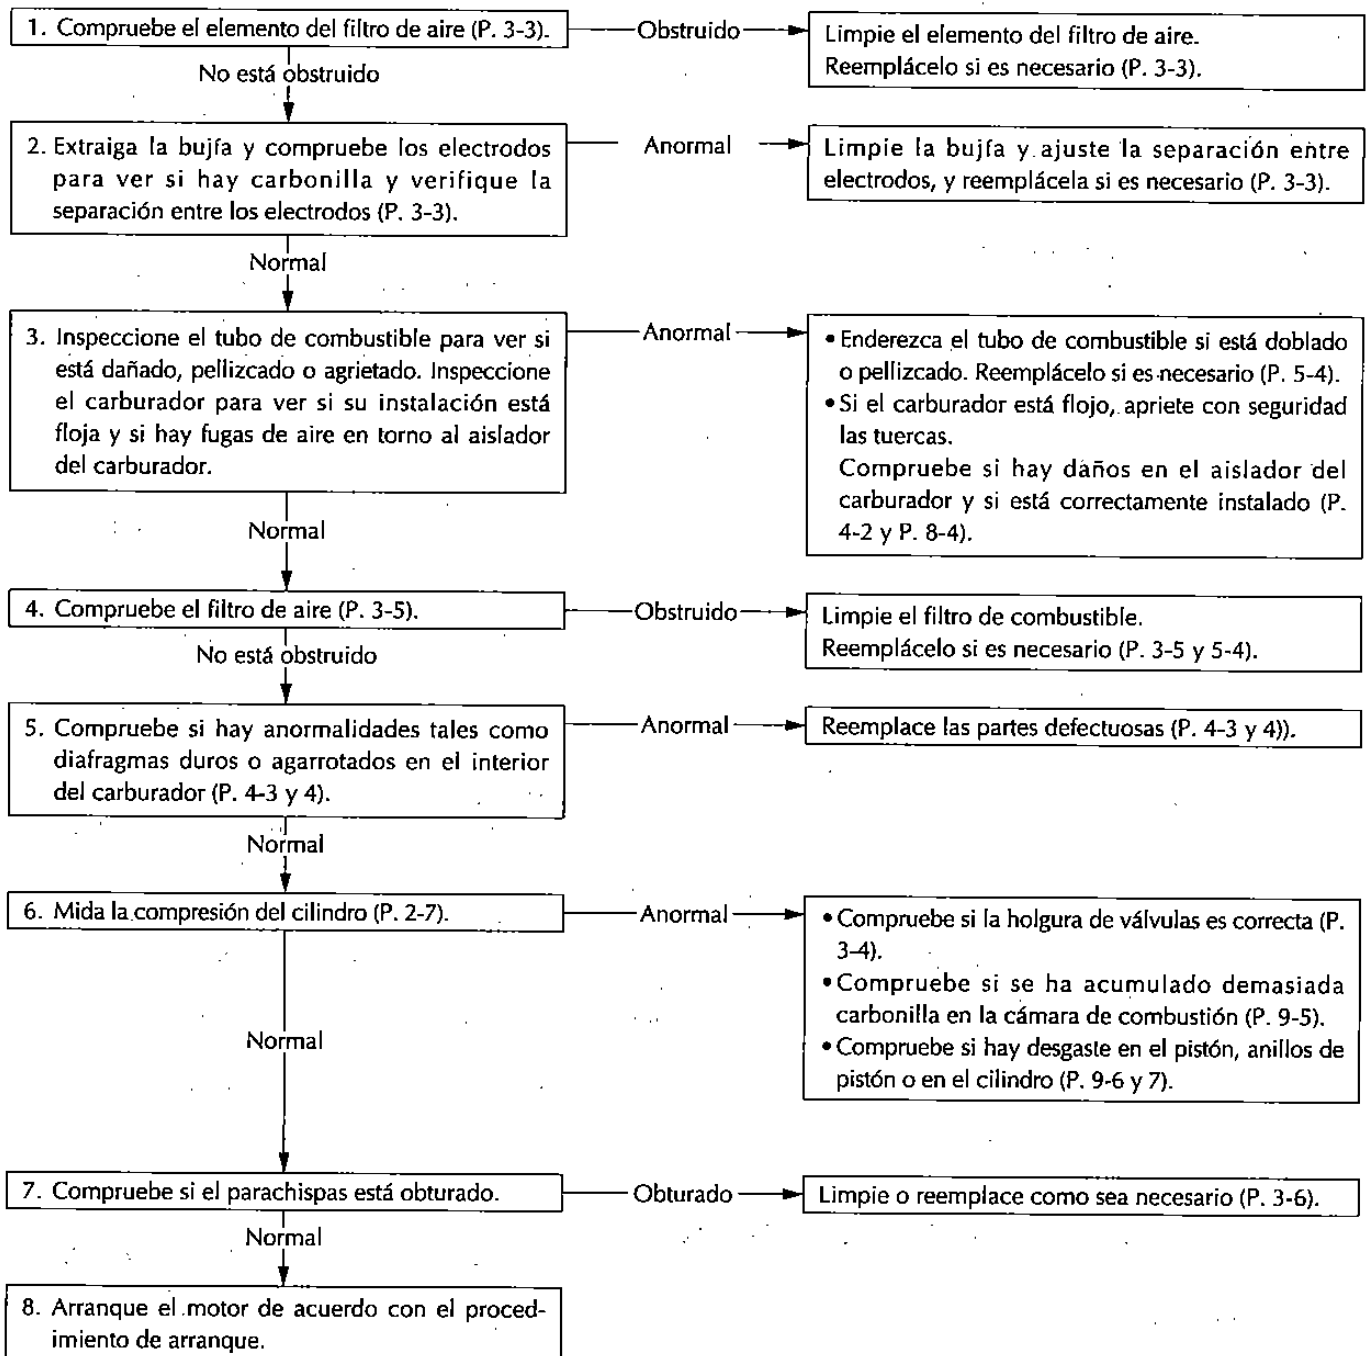 1. Compruebe el elemento del filtro de aire (P. 3-3).
Obstruido
Limpie el elemento del filtro de aire.
Reemplácelo si es necesario (P. 3-3).
No está obstruido
2. Extraiga la bujía y compruebe los electrodos
para ver si hay carbonilla y verifique la
separación entre los electrodos (P. 3-3).
Anormal
Limpie la bujía y ajuste la separación entre
electrodos, y reemplácela si es necesario (P. 3-3).
Normal
3. Inspeccione el tubo de combustible para ver si
está dañado, pellizcado o agrietado. Inspeccione
el carburador para ver si su instalación está
floja y si hay fugas de aire en torno al aislador
del carburador.
Anormal
• Enderezca el tubo de combustible si está doblado
o pellizcado. Reemplácelo si es necesario (P. 5-4).
• Si el carburador está flojo, apriete con seguridad
las tuercas.
Compruebe si hay daños en el aislador del
carburador y si está correctamente instalado (P.
4-2 y P. 8-4).
Normal
4. Compruebe el filtro de aire (P. 3-5).
Obstruido
Limpie el filtro de combustible.
Reemplácelo si es necesario (P. 3-5 y 5-4).
No está obstruido
5. Compruebe si hay anormalidades tales como
diafragmas duros o agarrotados en el interior
del carburador (P. 4-3 y 4).
Anormal
Reemplace las partes defectuosas (P. 4-3 y 4)).
Normal
6. Mida la compresión del cilindro (P. 2-7).
Anormal
• Compruebe si la holgura de válvulas es correcta (P.
3-4).
• Compruebe si se ha acumulado demasiada
carbonilla en la cámara de combustión (P. 9-5).
• Compruebe si hay desgaste en el pistón, anillos de
pistón o en el cilindro (P. 9-6 y 7).
Normal
7. Compruebe si el parachispas está obturado.
Obturado
Limpie o reemplace como sea necesario (P. 3-6).
Normal
8. Arranque el motor de acuerdo con el proced-
imiento de arranque.